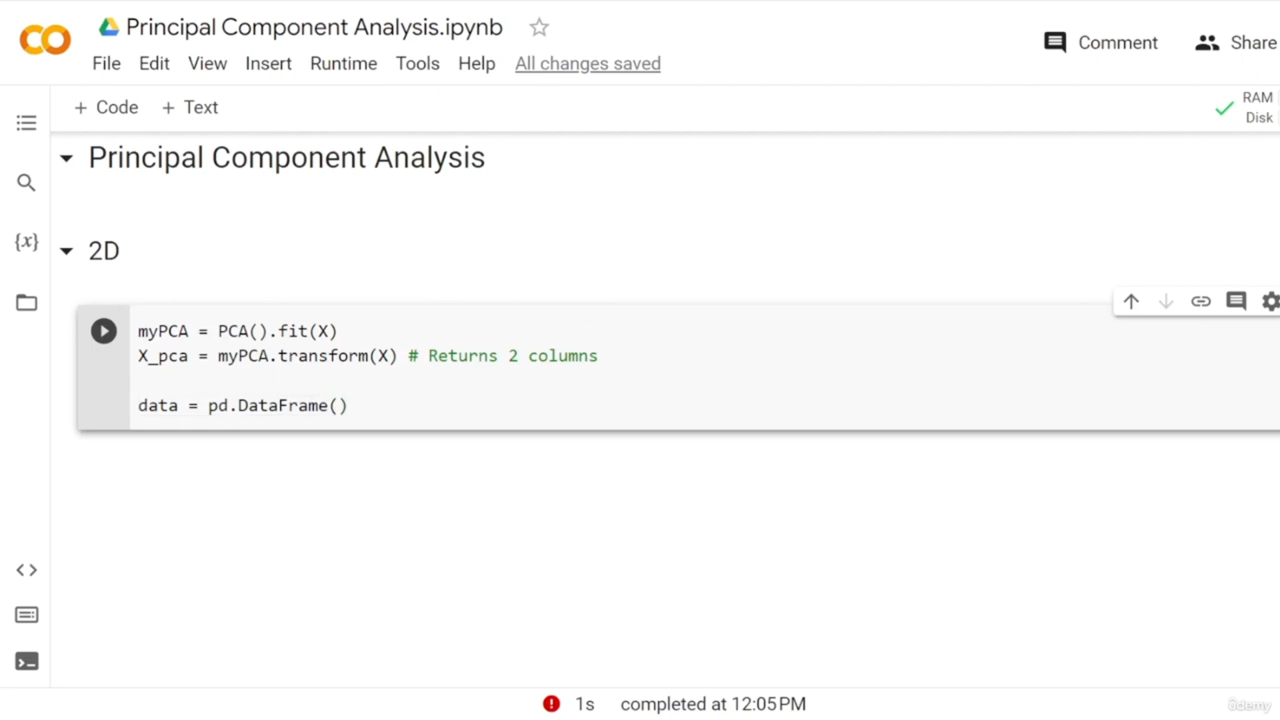 Principal Component Analysis.ipynb
Comment
Share
File Edit View Insert Runtime Tools Help All changes saved
+ Code + Text
RAM
Disk
Principal Component Analysis
{x}
2D
myPCA = PCA().fit(X)
X_pca = myPCA.transform(X) # Returns 2 columns
data = pd.DataFrame()
1s completed at 12:05 PM
ûdemy